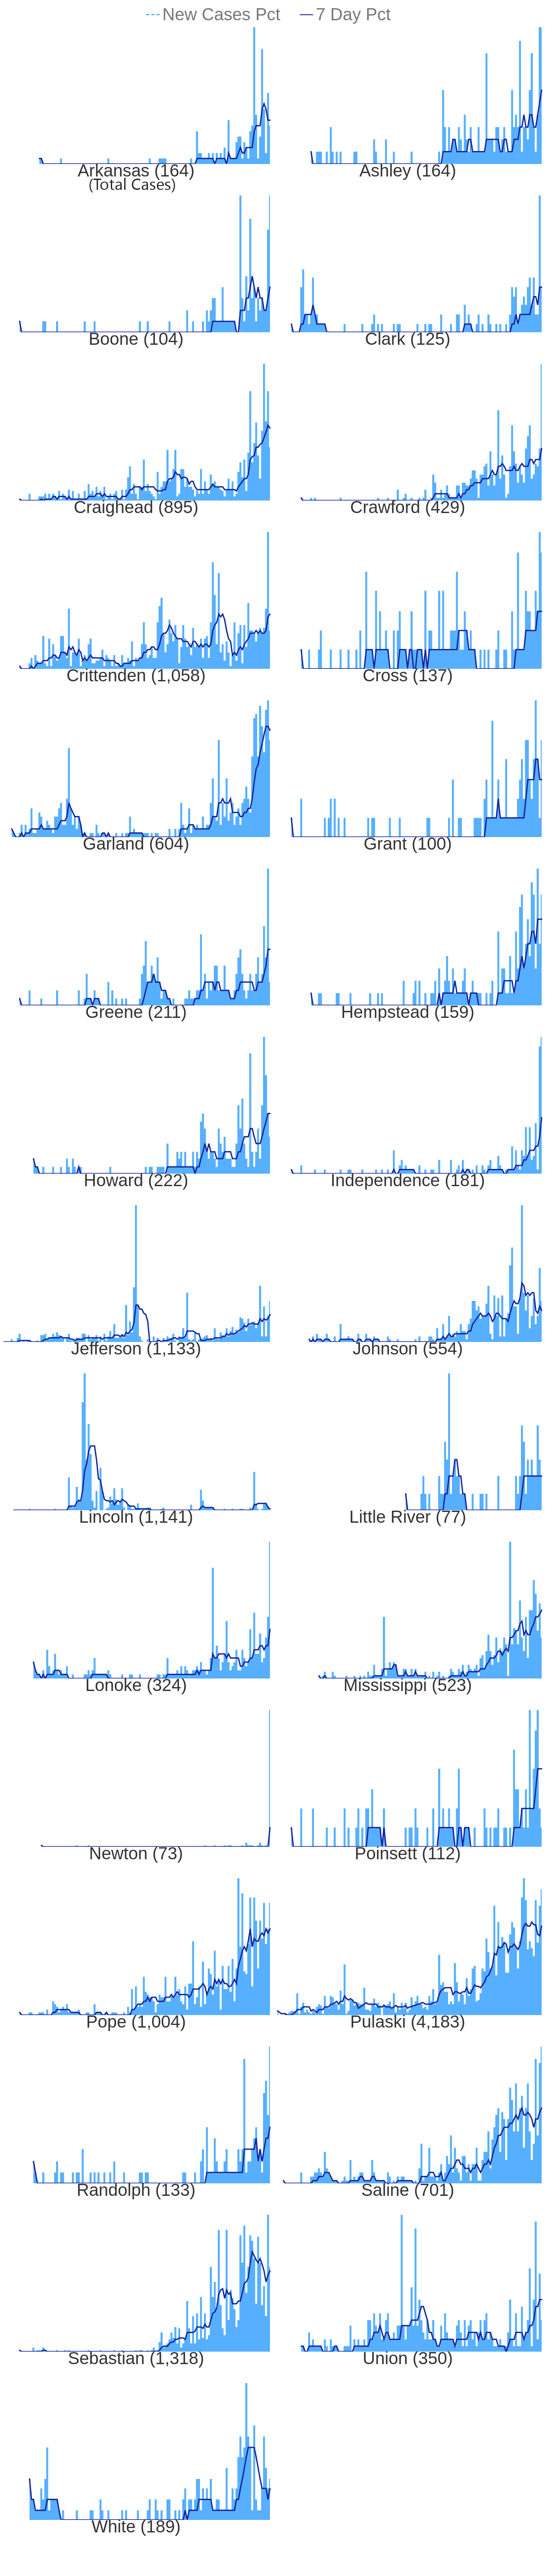 New Cases Pct 7 Day Pct
Arkansas (164) Ashley (164)
(Total Cases)
Boone (104) Clark (125)
Craighead (895) Crawford (429)
Crittenden (1,058) Cross (137)
Garland (604) Grant (100)
Greene (211) Hempstead (159)
Howard (222) Independence (181)
Jefferson (1,133) Johnson (554)
Lincoln (1,141) Little River (77)
Lonoke (324) Mississippi (523)
Newton (73) Poinsett (112)
Pope (1,004) Pulaski (4,183)
Randolph (133) Saline (701)
Sebastian (1,318) Union (350)
White (189)